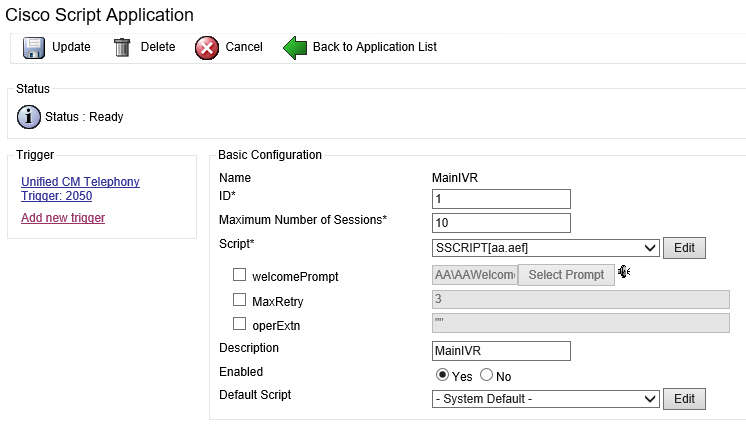 Cisco Script Application
Update Delete Cancel Back to Application List
Status
Status : Ready
Trigger
Unified CM Telephony
Trigger: 2050
Add new trigger
Basic Configuration
Name MainIVR
ID* 1
Maximum Number of Sessions* 10
Script* SSCRIPT[aa.aef] Edit
welcomePrompt AA\AAWelcom Select Prompt
MaxRetry 3
operExtn ""
Description MainIVR
Enabled Yes No
Default Script - System Default - Edit